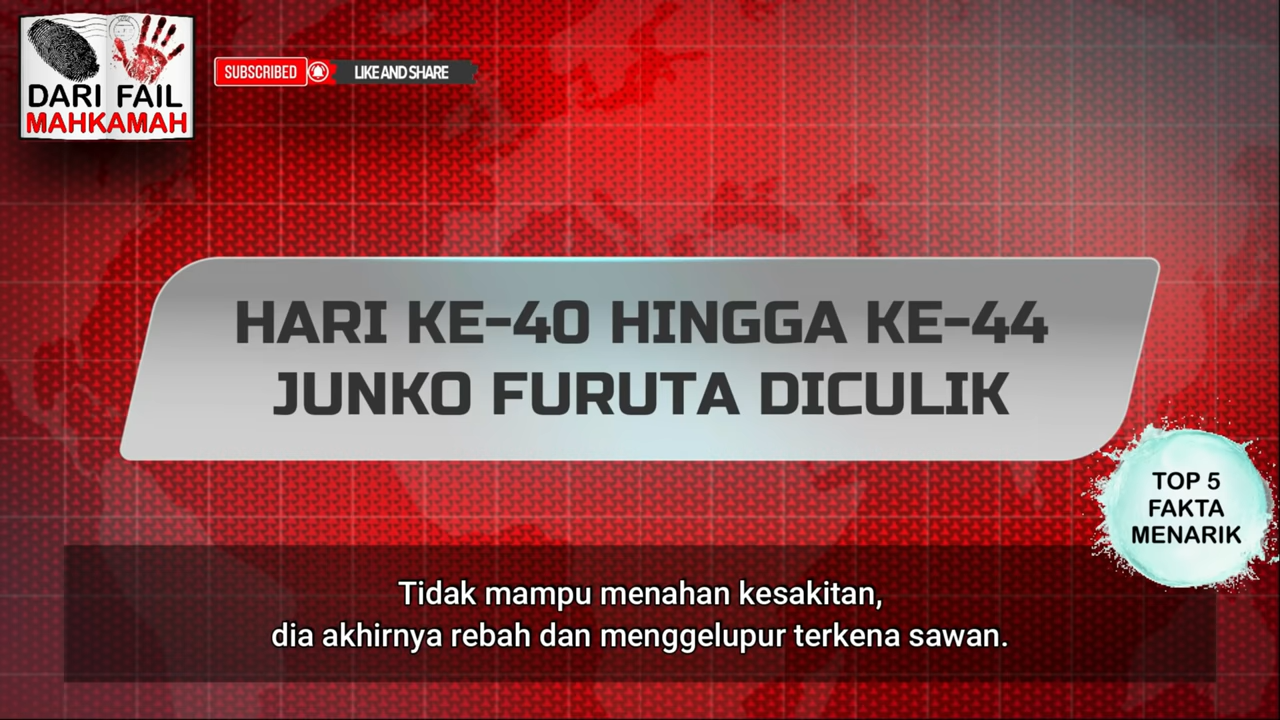 DARI FAIL
MAHKAMAH
SUBSCRIBED
LIKE AND SHARE
HARI KE-40 HINGGA KE-44
JUNKO FURUTA DICULIK
TOP 5
FAKTA
MENARIK
Tidak mampu menahan kesakitan,
dia akhirnya rebah dan menggelupur terkena sawan.